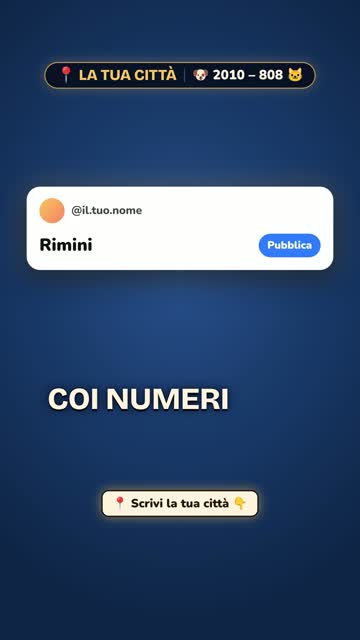 📍 LA TUA CITTÀ | 🐶 2010 – 808 🐱
@il.tuo.nome
Rimini
Pubblica
COI NUMERI
📍 Scrivi la tua città 👇